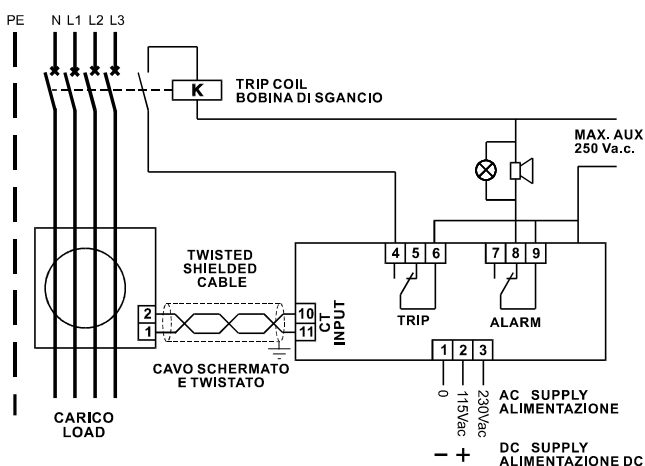 PE N L1 L2 L3
K
TRIP COIL
BOBINA DI SGANCIO
MAX. AUX
250 Va.c.
4 5 6
7 8 9
TRIP
ALARM
TWISTED
SHIELDED
CABLE
2
1
10
11
CT
INPUT
CAVO SCHERMATO
E TWISTATO
1 2 3
0
115Vac
230Vac
AC SUPPLY
ALIMENTAZIONE
CARICO
LOAD
− +
DC SUPPLY
ALIMENTAZIONE DC